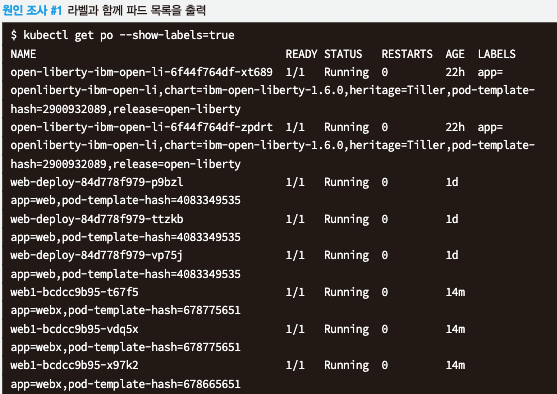 원인 조사 #1 라벨과 함께 파드 목록을 출력
$ kubectl get po --show-labels=true
NAME READY STATUS RESTARTS AGE LABELS
open-liberty-ibm-open-li-6f44f764df-xt689 1/1 Running 0 22h app=
openliberty-ibm-open-li,chart=ibm-open-liberty-1.6.0,heritage=Tiller,pod-template-
hash=2900932089,release=open-liberty
open-liberty-ibm-open-li-6f44f764df-zpdrt 1/1 Running 0 22h app=
openliberty-ibm-open-li,chart=ibm-open-liberty-1.6.0,heritage=Tiller,pod-template-
hash=2900932089,release=open-liberty
web-deploy-84d778f979-p9bzl 1/1 Running 0 1d
app=web,pod-template-hash=4083349535
web-deploy-84d778f979-ttzkb 1/1 Running 0 1d
app=web,pod-template-hash=4083349535
web-deploy-84d778f979-vp75j 1/1 Running 0 1d
app=web,pod-template-hash=4083349535
web1-bcdcc9b95-t67f5 1/1 Running 0 14m
app=webx,pod-template-hash=678775651
web1-bcdcc9b95-vdq5x 1/1 Running 0 14m
app=webx,pod-template-hash=678775651
web1-bcdcc9b95-x97k2 1/1 Running 0 14m
app=webx,pod-template-hash=678665651